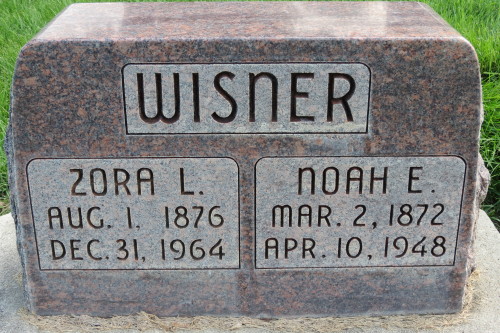 WISNER
ZORA L.
AUG. 1. 1876
DEC. 31, 1964
NOAH E.
MAR. 2, 1872
APR. 10, 1948